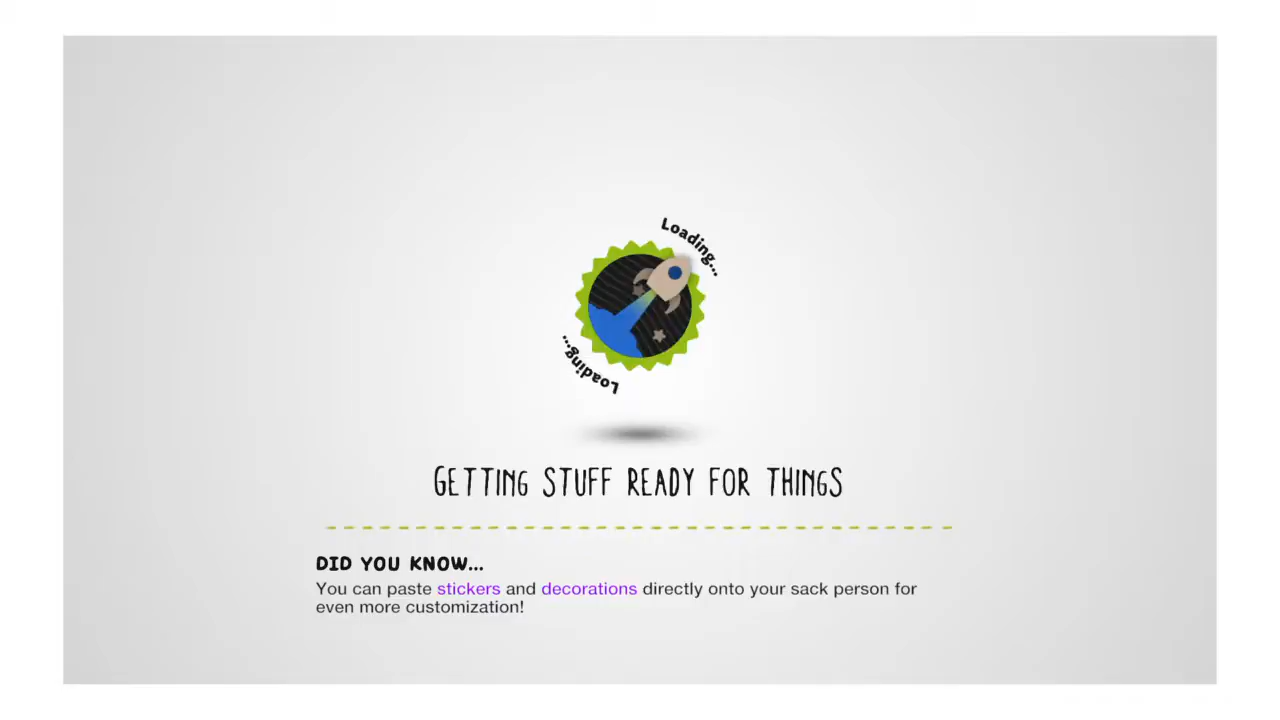 Loading...
Loading...
GETTING STUFF READY FOR THINGS
DID YOU KNOW...
You can paste stickers and decorations directly onto your sack person for
even more customization!